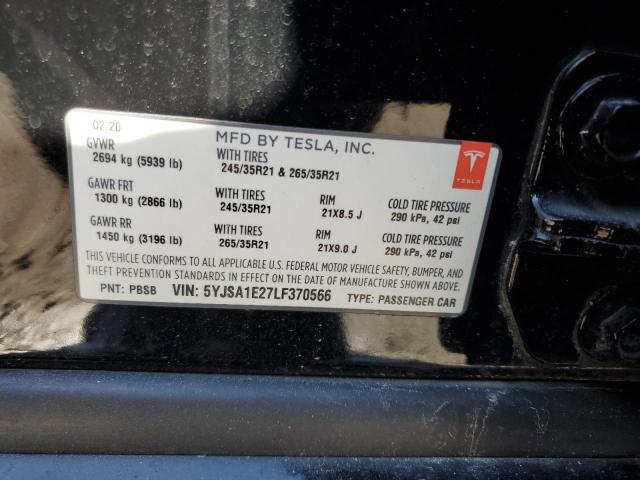 02/20
MFD BY TESLA, INC.
GVWR
2694 kg (5939 lb)
WITH TIRES
245/35R21 & 265/35R21
TESLA
GAWR FRT
1300 kg (2866 lb)
WITH TIRES
245/35R21
RIM
21X8.5 J
COLD TIRE PRESSURE
290 kPa, 42 psi
GAWR RR
1450 kg (3196 lb)
WITH TIRES
265/35R21
RIM
21X9.0 J
COLD TIRE PRESSURE
290 kPa, 42 psi
THIS VEHICLE CONFORMS TO ALL APPLICABLE U.S. FEDERAL MOTOR VEHICLE SAFETY, BUMPER, AND
THEFT PREVENTION STANDARDS IN EFFECT ON THE DATE OF MANUFACTURE SHOWN ABOVE.
PNT: PBSB VIN: 5YJSA1E27LF370566 TYPE: PASSENGER CAR